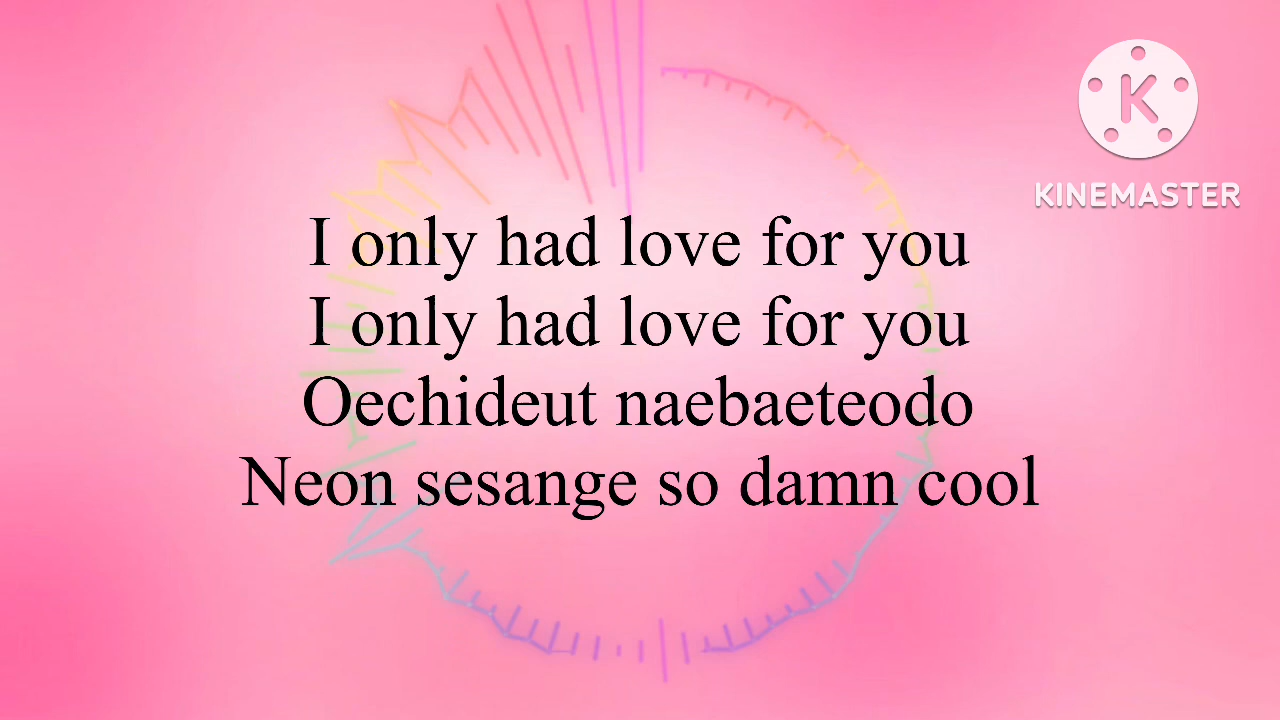 K
KINEMASTER
I only had love for you
I only had love for you
Oechideut naebaeteodo
Neon sesange so damn cool